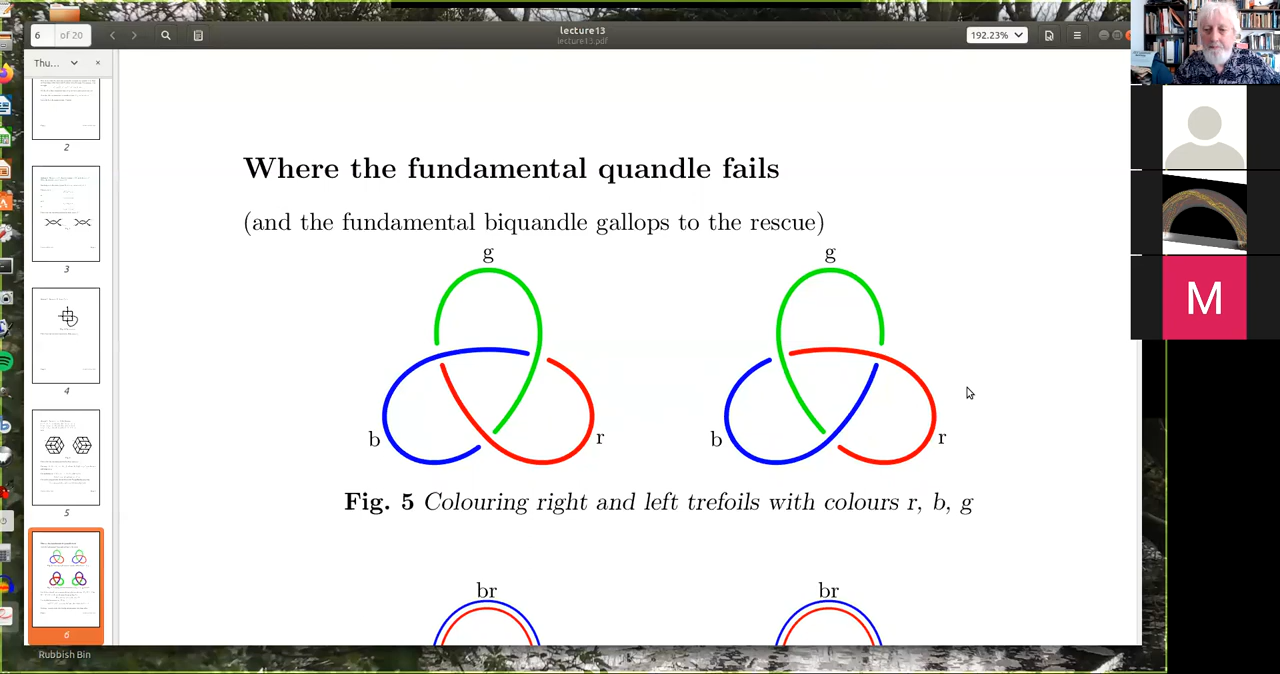 6 of 20
lecture13
lecture13.pdf
192.23%
Thu...
2
3
4
5
6
Rubbish Bin
Where the fundamental quandle fails
(and the fundamental biquandle gallops to the rescue)
g g
b r b r
Fig. 5 Colouring right and left trefoils with colours r, b, g
br br
M